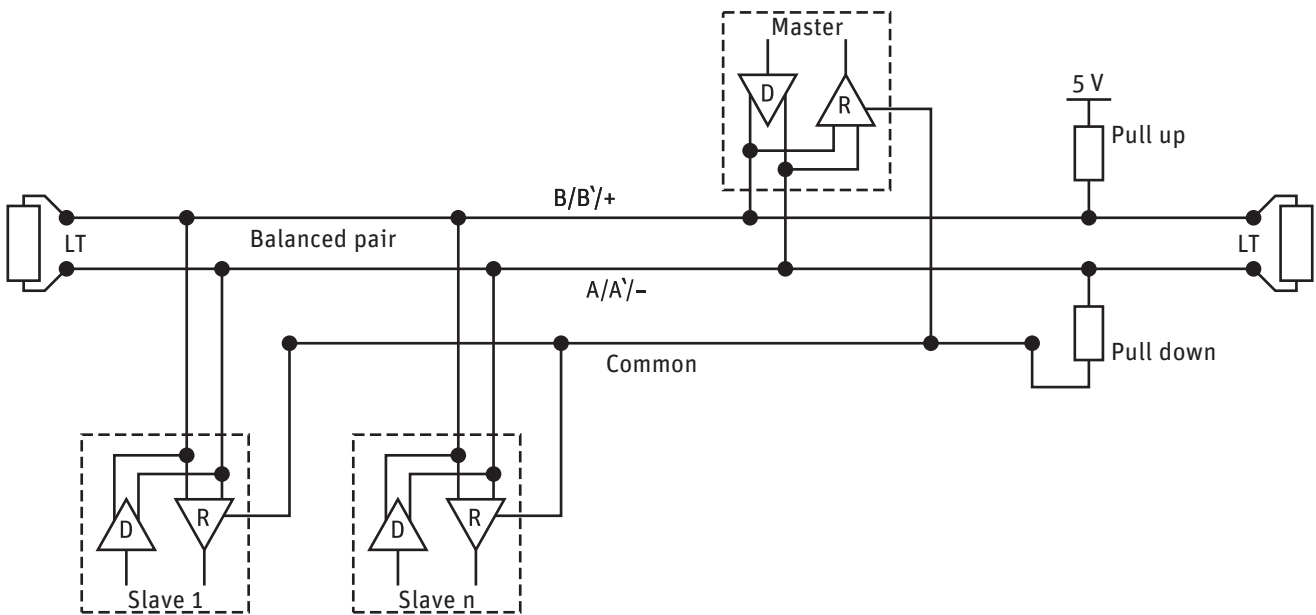 Master
D
R
5 V
Pull up
B/B`/+
LT
Balanced pair
LT
A/A`/-
Common
Pull down
D
R
D
R
Slave 1
Slave n